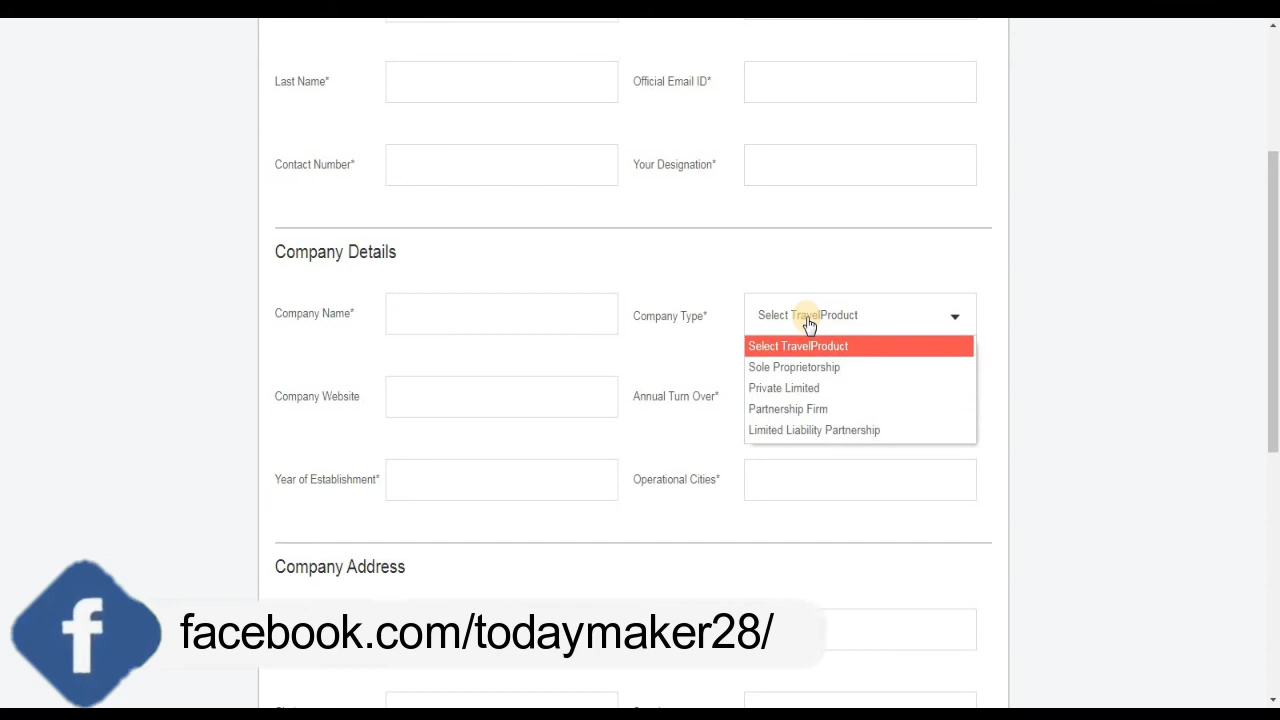 Last Name*
Official Email ID*
Contact Number*
Your Designation*
Company Details
Company Name*
Company Type*
Select TravelProduct
Select TravelProduct
Sole Proprietorship
Private Limited
Partnership Firm
Limited Liability Partnership
Company Website
Annual Turn Over*
Year of Establishment*
Operational Cities*
Company Address
f
facebook.com/todaymaker28/